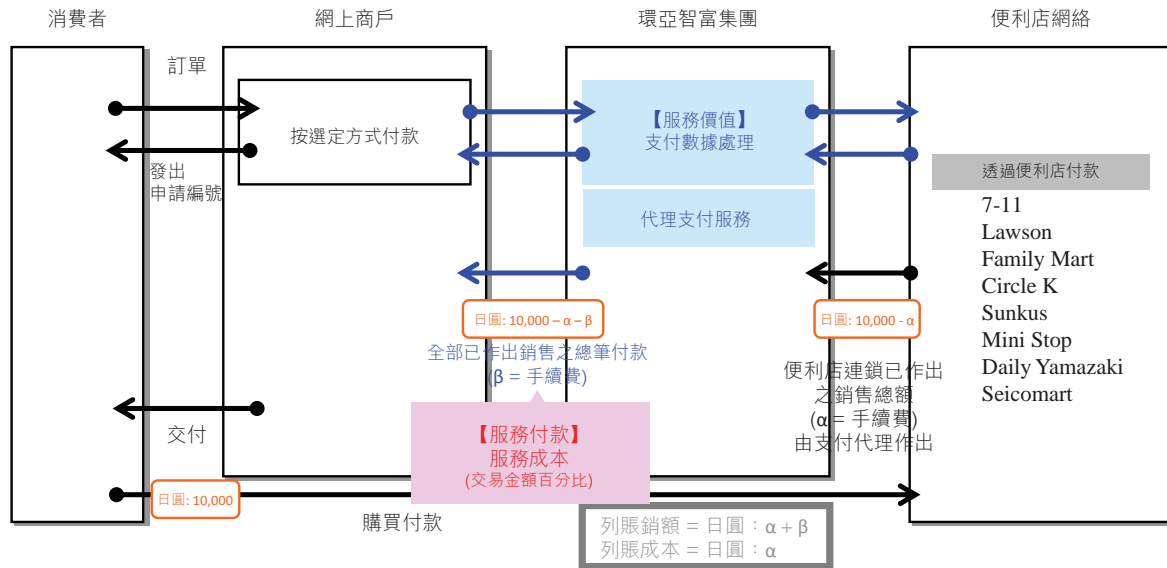 消費者
網上商戶
環亞智富集團
便利店網絡
訂單
按選定方式付款
發出
申請編號
【服務價值】
支付數據處理
代理支付服務
透過便利店付款
7-11
Lawson
Family Mart
Circle K
Sunkus
Mini Stop
Daily Yamazaki
Seicomart
日圓: 10,000 – α – β
全部已作出銷售之總筆付款
(β = 手續費)
日圓: 10,000 - α
便利店連鎖已作出
之銷售總額
(α = 手續費)
由支付代理作出
交付
【服務付款】
服務成本
(交易金額百分比)
日圓: 10,000
購買付款
列賬銷額 = 日圓：α + β
列賬成本 = 日圓：α